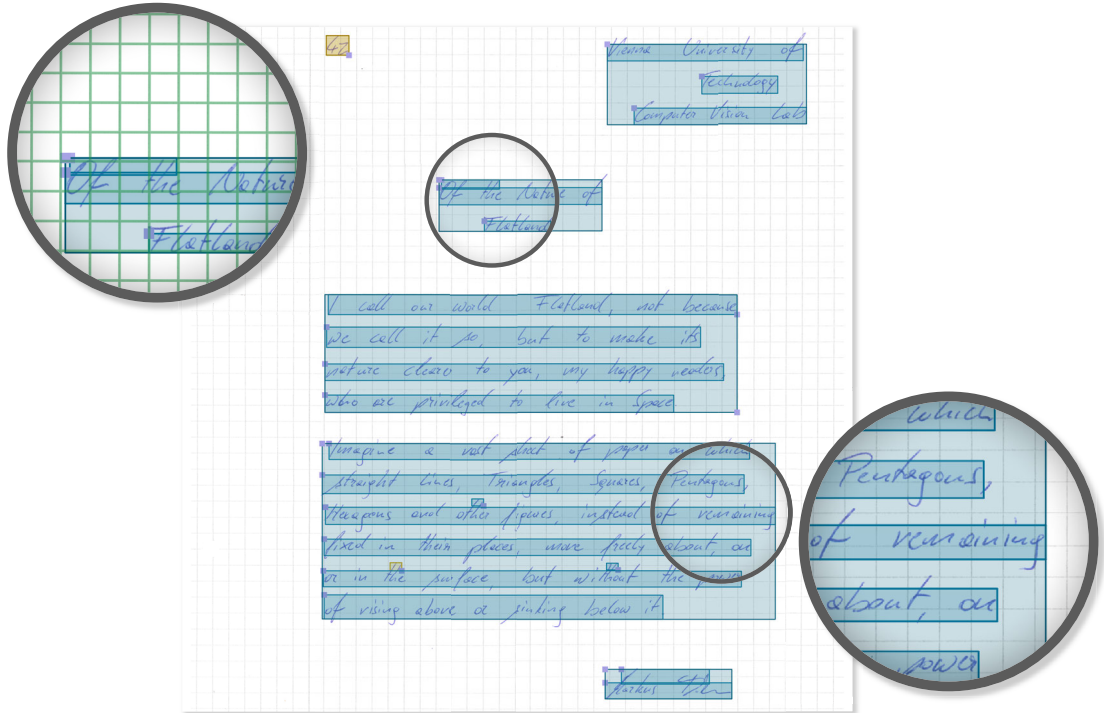 Of the Nature
Flatland
Vienna University of
Technology
Computer Vision Lab
Of the Nature of
Flatland
I call our world Flatland, not because
we call it so, but to make its
nature clearer to you, my happy readers,
who are privileged to live in Space
Imagine a vast sheet of paper on which
straight Lines, Triangles, Squares, Pentagons,
Hexagons and other figures, instead of remaining
fixed in their places, move freely about, on
or in the surface, but without the power
of rising above or sinking below it
Markus
which
Pentagons,
of remaining
about, on
power